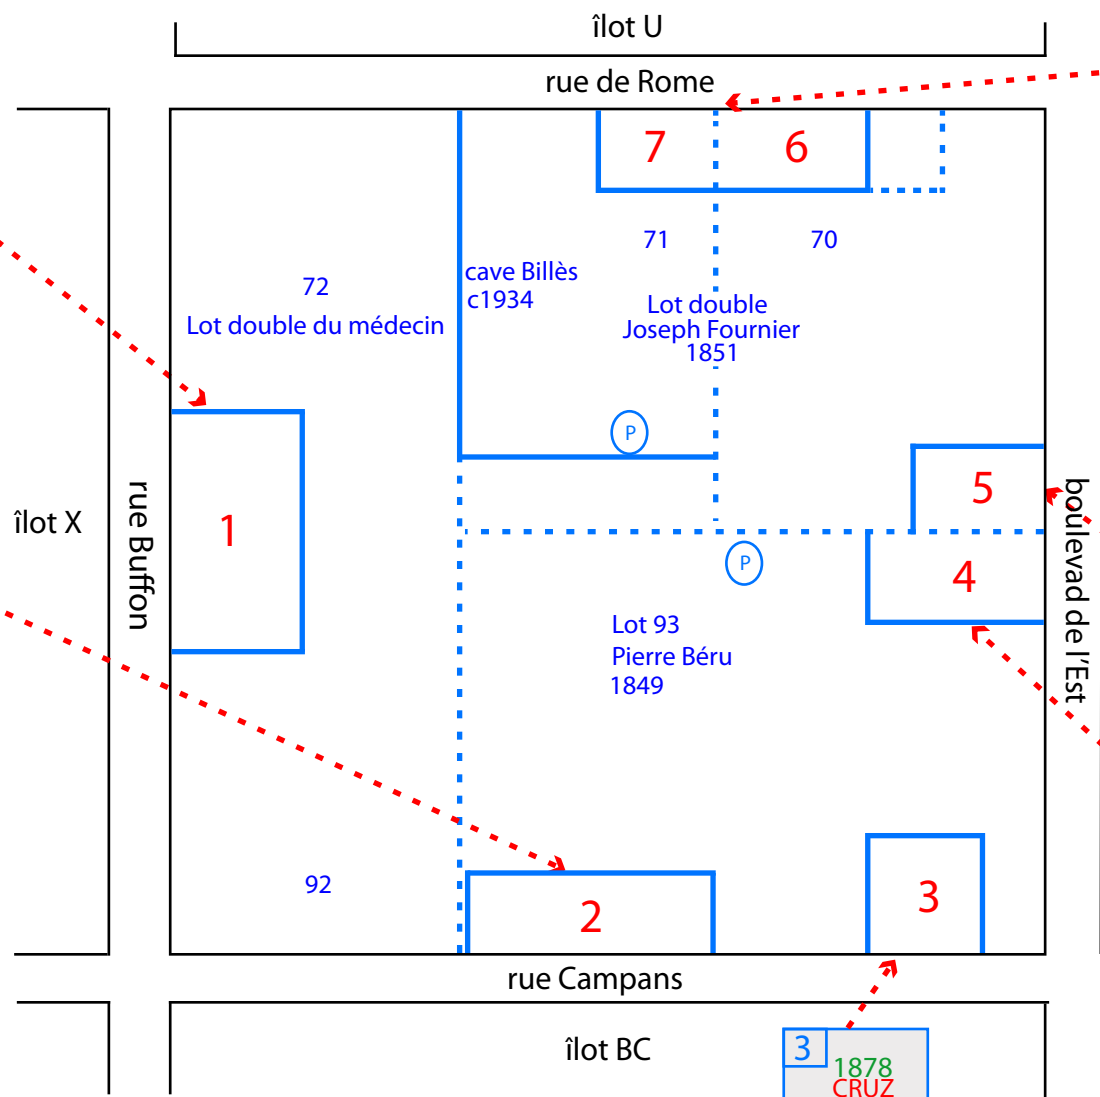 îlot U
rue de Rome
7
6
71
70
cave Billès
c1934
72
Lot double du médecin
Lot double
Joseph Fournier
1851
P
5
îlot X
rue Buffon
1
boulevad de l'Est
P
4
Lot 93
Pierre Béru
1849
92
2
3
rue Campans
îlot BC
3
1878
CRUZ